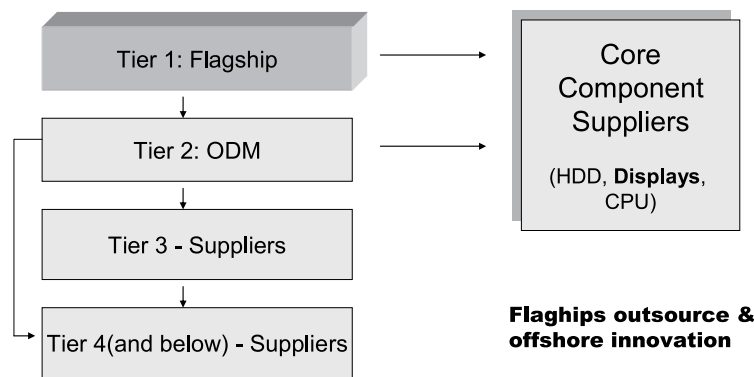 Tier 1: Flagship
Tier 2: ODM
Tier 3 - Suppliers
Tier 4(and below) - Suppliers
Core
Component
Suppliers
(HDD, Displays,
CPU)
Flaghips outsource &
offshore innovation